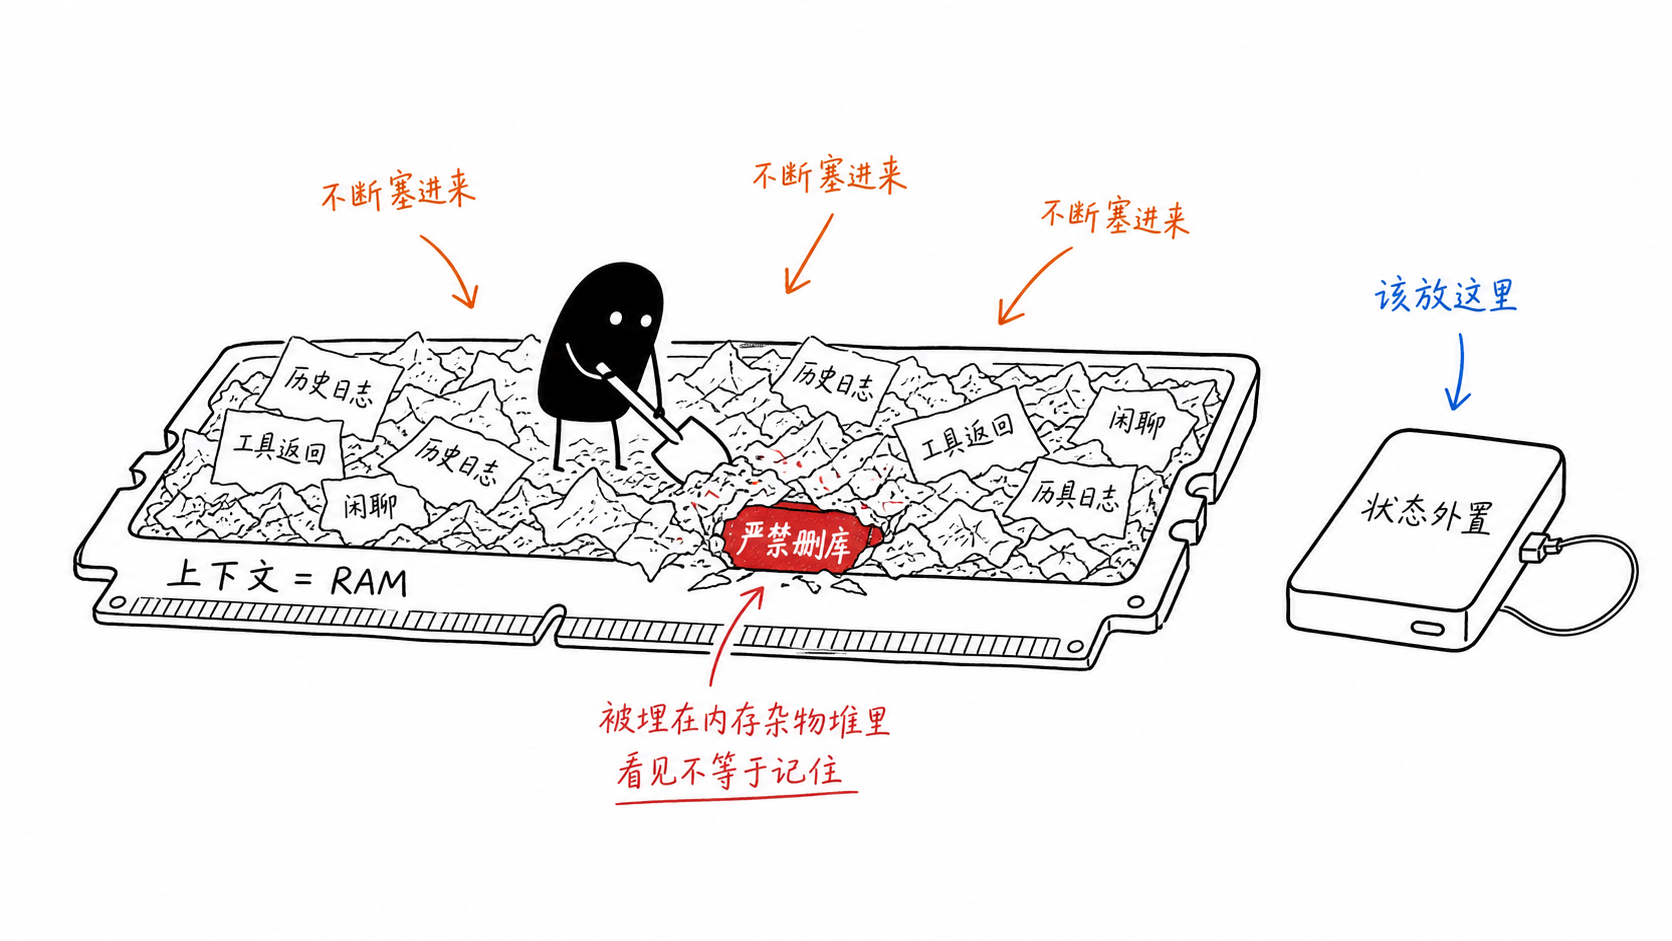 不断塞进来
不断塞进来
不断塞进来
该放这里
历史日志
工具返回
历史日志
闲聊
历史日志
工具返回
闲聊
历具日志
严禁删库
状态外置
上下文 = RAM
被埋在内存杂物堆里
看见不等于记住